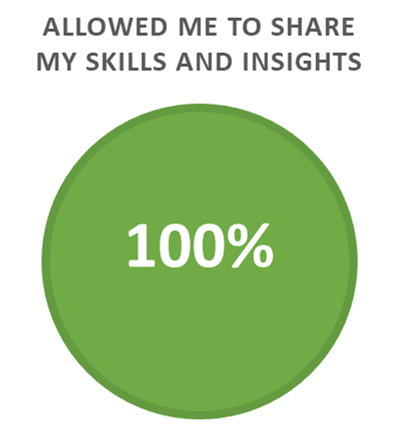 ALLOWED ME TO SHARE
MY SKILLS AND INSIGHTS
100%